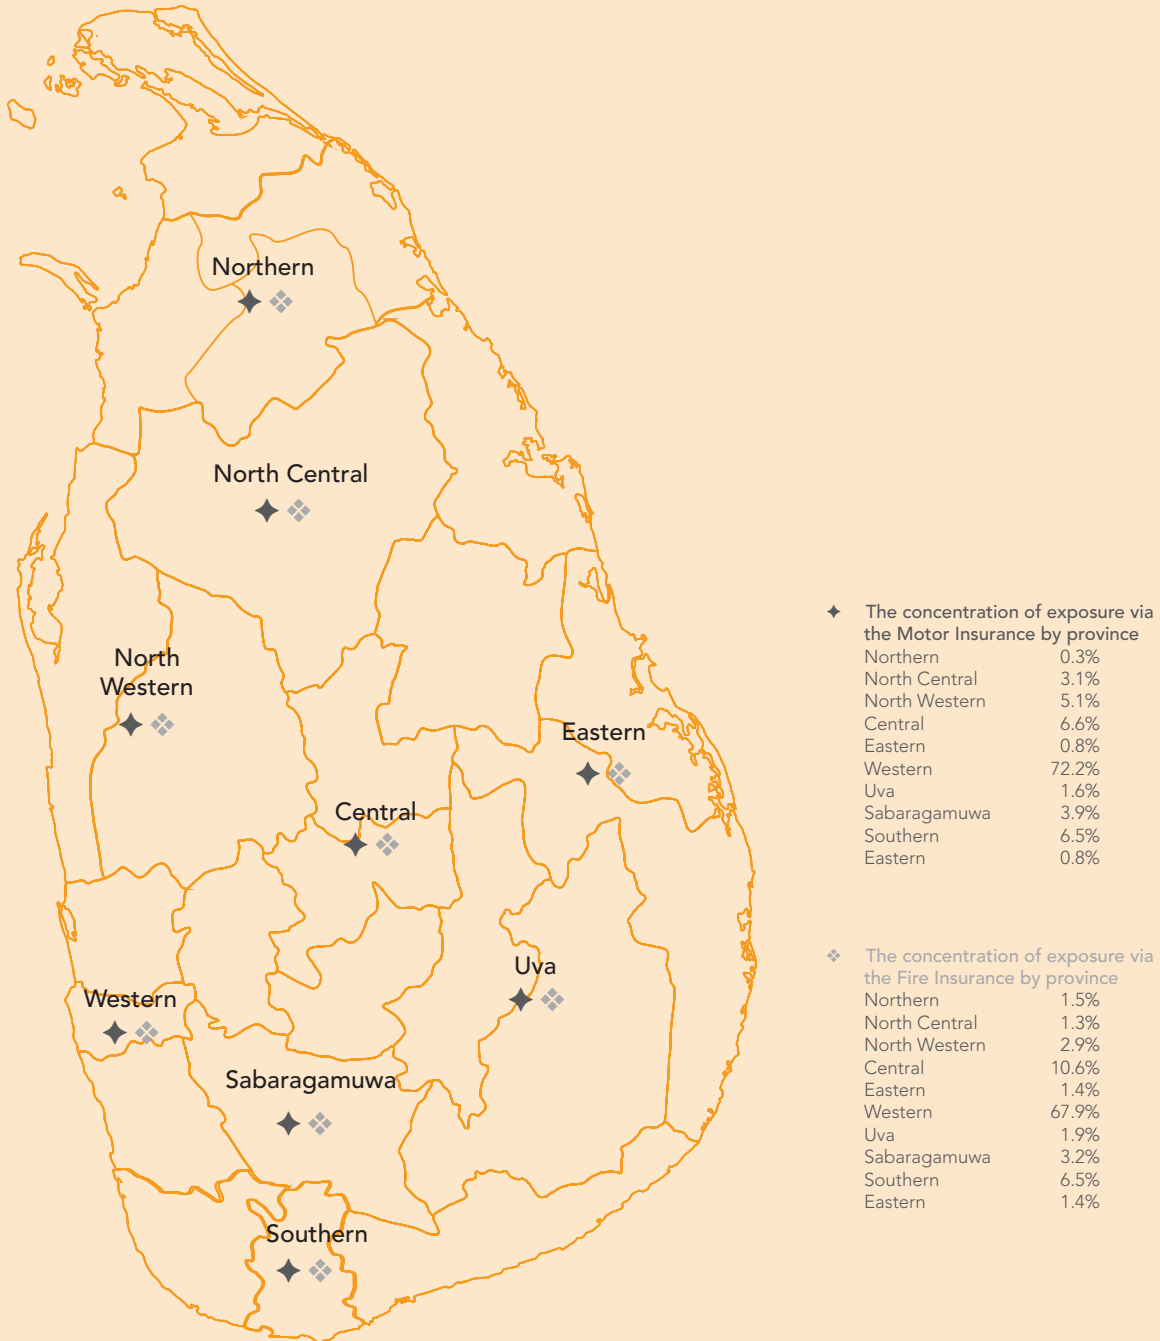 Northern
North Central
North
Western
Eastern
Central
Uva
Western
Sabaragamuwa
Southern
The concentration of exposure via
the Motor Insurance by province
Northern 0.3%
North Central 3.1%
North Western 5.1%
Central 6.6%
Eastern 0.8%
Western 72.2%
Uva 1.6%
Sabaragamuwa 3.9%
Southern 6.5%
Eastern 0.8%
The concentration of exposure via
the Fire Insurance by province
Northern 1.5%
North Central 1.3%
North Western 2.9%
Central 10.6%
Eastern 1.4%
Western 67.9%
Uva 1.9%
Sabaragamuwa 3.2%
Southern 6.5%
Eastern 1.4%